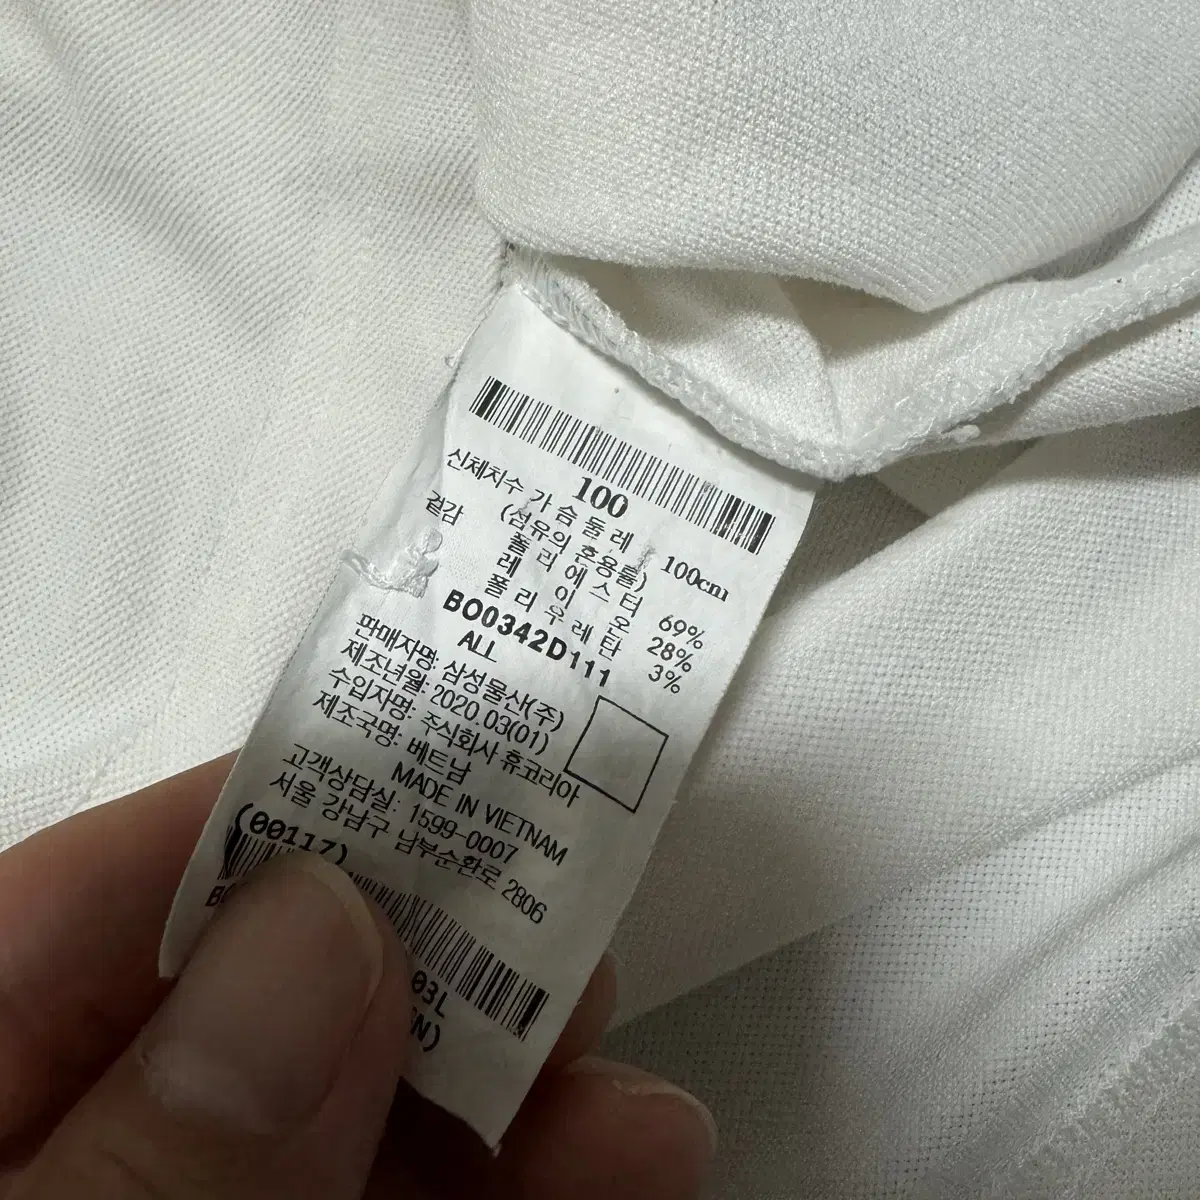 100
신체치수 가슴둘레 100cm
겉감 (섬유의 혼용률)
폴리에스터 69%
레이온 28%
폴리우레탄 3%
BO0342D111
ALL
판매자명: 삼성물산(주)
제조년월: 2020.03(01)
수입자명: 주식회사 휴코리아
제조국명: 베트남
MADE IN VIETNAM
고객상담실: 1599-0007
서울 강남구 남부순환로 2806
(00117)
03L